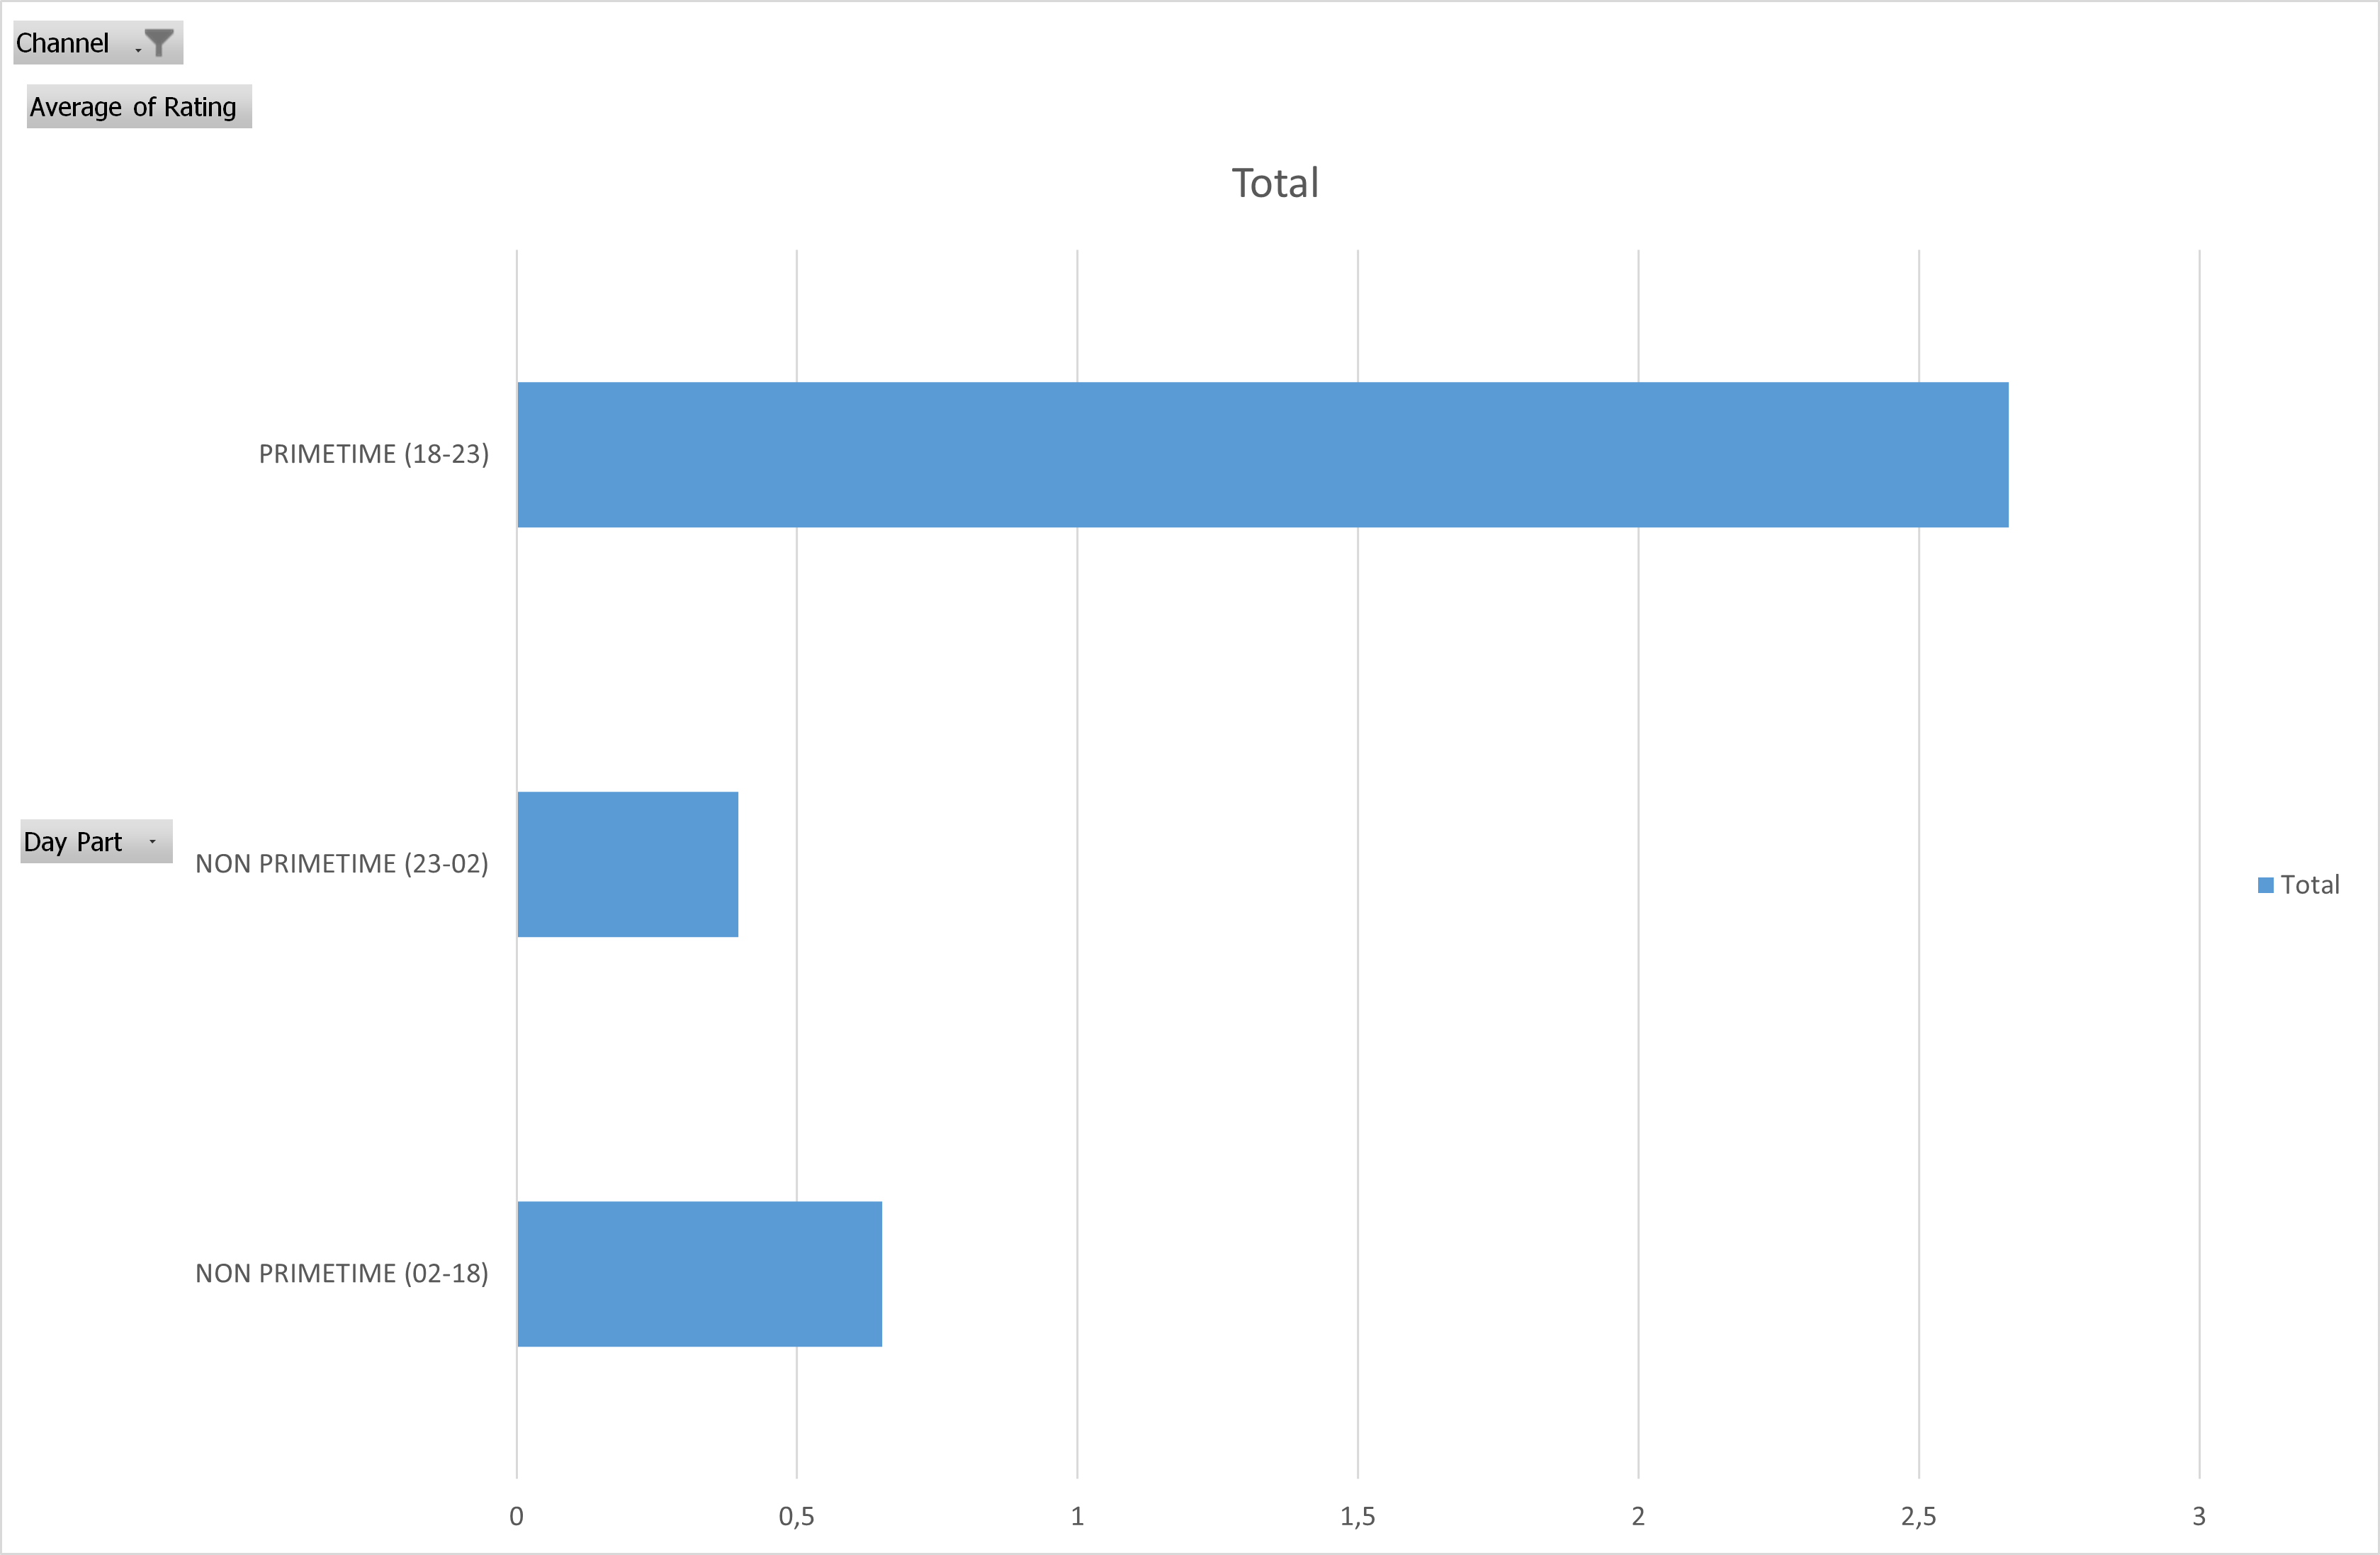 Channel
Average of Rating
Total
PRIMETIME (18-23)
Day Part
NON PRIMETIME (23-02)
Total
NON PRIMETIME (02-18)
0 0,5 1 1,5 2 2,5 3